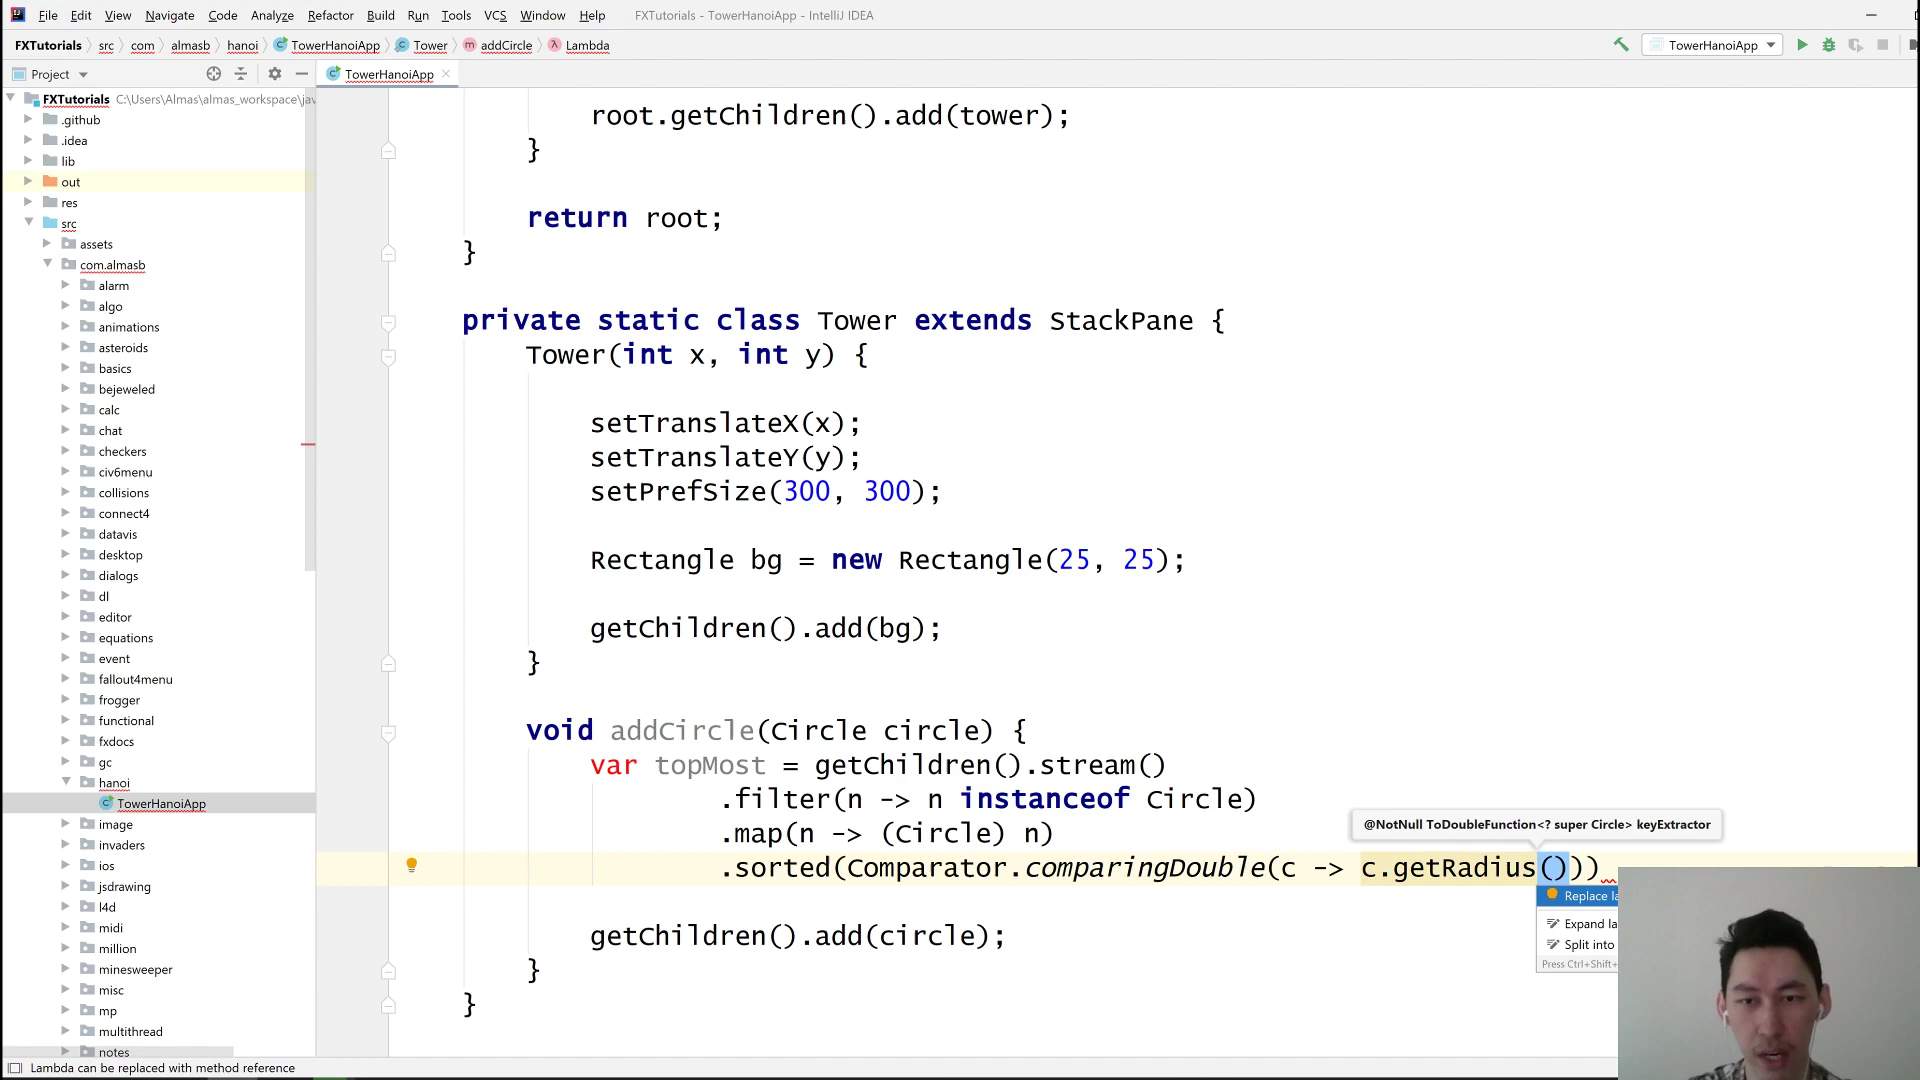 File Edit View Navigate Code Analyze Refactor Build Run Tools VCS Window Help FXTutorials - TowerHanoiApp - IntelliJ IDEA
FXTutorials src com almasb hanoi TowerHanoiApp Tower addCircle Lambda TowerHanoiApp
Project TowerHanoiApp
FXTutorials C:\Users\Almas\almas_workspace\jav
.github
.idea
lib
out
res
src
assets
com.almasb
alarm
algo
animations
asteroids
basics
bejeweled
calc
chat
checkers
civ6menu
collisions
connect4
datavis
desktop
dialogs
dl
editor
equations
event
fallout4menu
frogger
functional
fxdocs
gc
hanoi
TowerHanoiApp
image
invaders
ios
jsdrawing
l4d
midi
million
minesweeper
misc
mp
multithread
notes
root.getChildren().add(tower);
}
return root;
}
private static class Tower extends StackPane {
Tower(int x, int y) {
setTranslateX(x);
setTranslateY(y);
setPrefSize(300, 300);
Rectangle bg = new Rectangle(25, 25);
getChildren().add(bg);
}
void addCircle(Circle circle) {
var topMost = getChildren().stream()
.filter(n -> n instanceof Circle)
.map(n -> (Circle) n)
@NotNull ToDoubleFunction<? super Circle> keyExtractor
.sorted(Comparator.comparingDouble(c -> c.getRadius()))
Replace la
Expand la
Split into
Press Ctrl+Shift+
getChildren().add(circle);
}
}
Lambda can be replaced with method reference